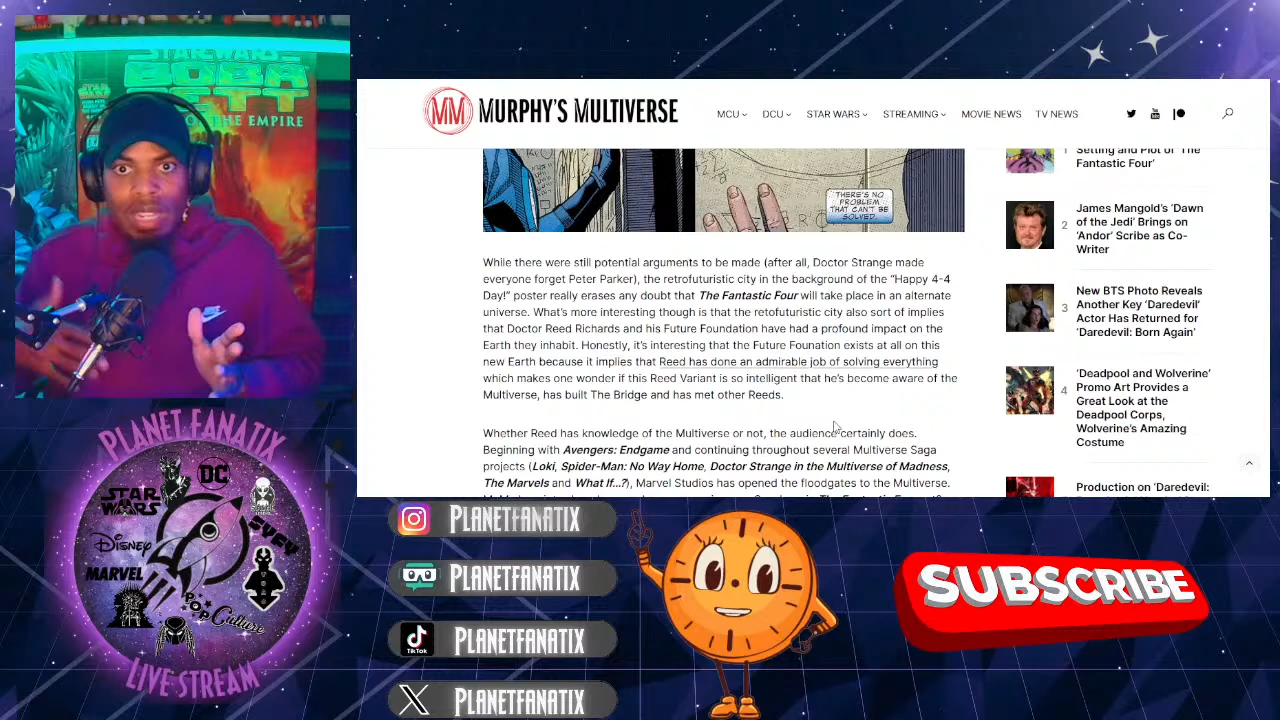 STAR WARS
BOBA
FETT
OF THE EMPIRE
MM MURPHY'S MULTIVERSE
MCU
DCU
STAR WARS
STREAMING
MOVIE NEWS
TV NEWS
THERE'S NO
PROBLEM
THAT CAN'T BE
SOLVED.
While there were still potential arguments to be made (after all, Doctor Strange made
everyone forget Peter Parker), the retrofuturistic city in the background of the “Happy 4-4
Day!” poster really erases any doubt that The Fantastic Four will take place in an alternate
universe. What's more interesting though is that the retofuturistic city also sort of implies
that Doctor Reed Richards and his Future Foundation have had a profound impact on the
Earth they inhabit. Honestly, it's interesting that the Future Founation exists at all on this
new Earth because it implies that Reed has done an admirable job of solving everything
which makes one wonder if this Reed Variant is so intelligent that he's become aware of the
Multiverse, has built The Bridge and has met other Reeds.
Whether Reed has knowledge of the Multiverse or not, the audience certainly does.
Beginning with Avengers: Endgame and continuing throughout several Multiverse Saga
projects (Loki, Spider-Man: No Way Home, Doctor Strange in the Multiverse of Madness,
The Marvels and What If...?), Marvel Studios has opened the floodgates to the Multiverse.
1
Setting and Plot of 'The
Fantastic Four'
2
James Mangold's 'Dawn
of the Jedi' Brings on
'Andor' Scribe as Co-
Writer
3
New BTS Photo Reveals
Another Key 'Daredevil'
Actor Has Returned for
'Daredevil: Born Again'
4
'Deadpool and Wolverine'
Promo Art Provides a
Great Look at the
Deadpool Corps,
Wolverine's Amazing
Costume
Production on 'Daredevil:
PLANET FANATIX
DC
STAR WARS
DISNEY
MARVEL
SYFY
POP Culture
LIVE STREAM
PLANETFANATIX
PLANETFANATIX
TikTok
PLANETFANATIX
PLANETFANATIX
SUBSCRIBE